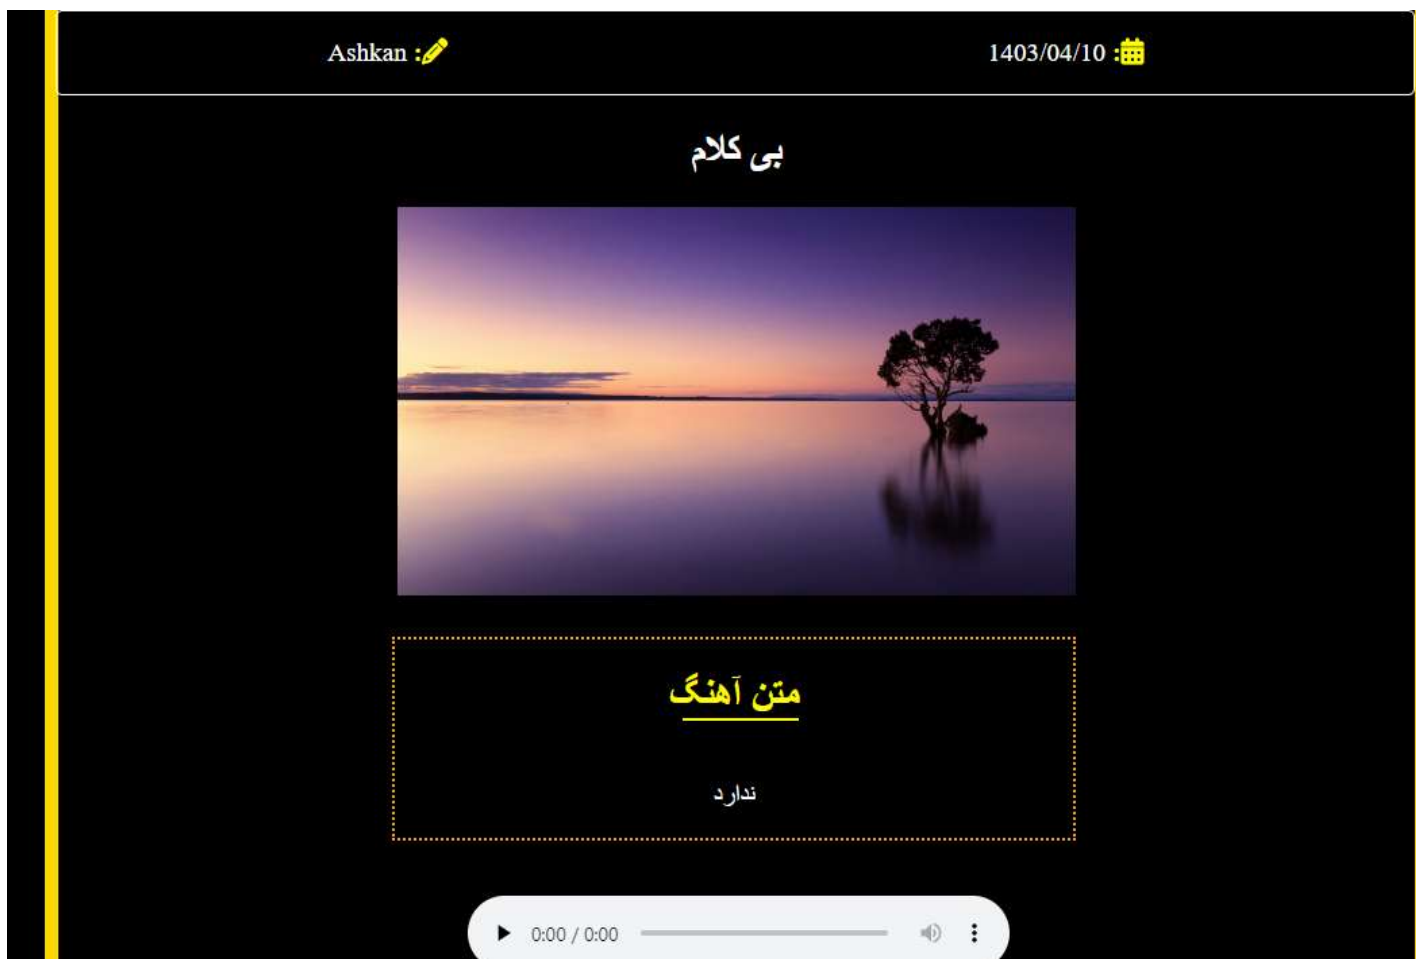 1403/04/10 :
Ashkan :
بی کلام
متن آهنگ
ندارد
0:00 / 0:00